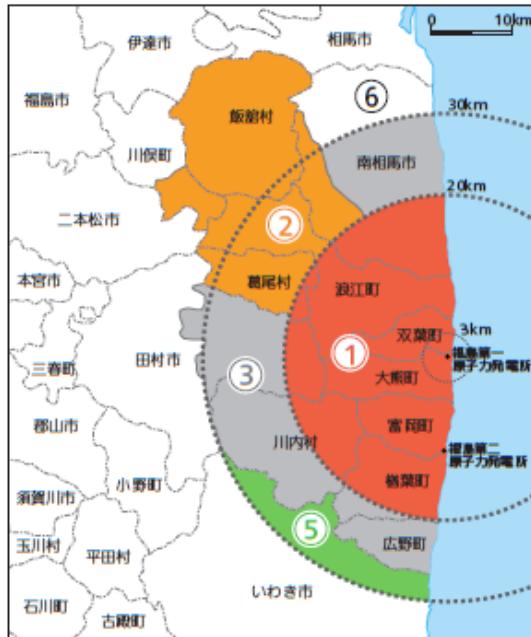 0 10km
伊達市
相馬市
福島市
飯舘村
⑥
30km
川俣町
南相馬市
20km
二本松市
②
本宮市
葛尾村
浪江町
双葉町
3km
三春町
田村市
③
①
福島第一
原子力発電所
大熊町
郡山市
富岡町
川内村
福島第二
原子力発電所
小野町
楢葉町
須賀川市
⑤
玉川村
平田村
広野町
いわき市
石川町
古殿町